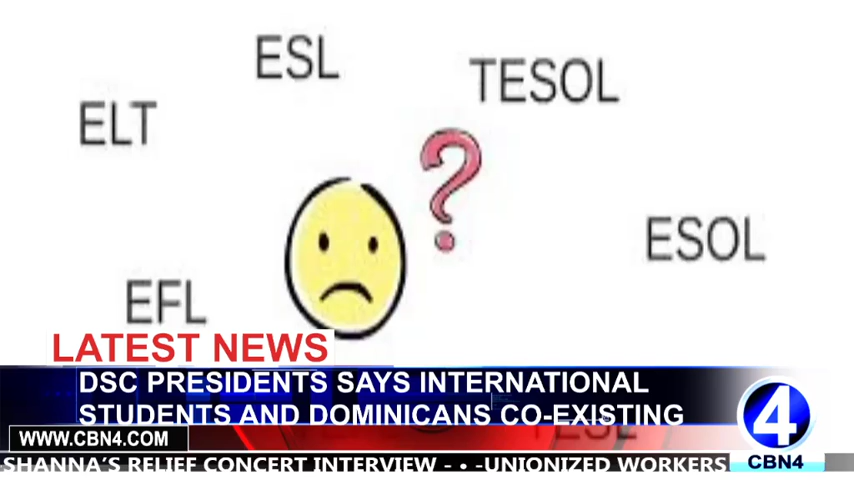 ESL
TESOL
ELT
?
ESOL
EFL
LATEST NEWS
DSC PRESIDENTS SAYS INTERNATIONAL
STUDENTS AND DOMINICANS CO-EXISTING
4
WWW.CBN4.COM
TESL
CBN4
SHANNA'S RELIEF CONCERT INTERVIEW - • -UNIONIZED WORKERS